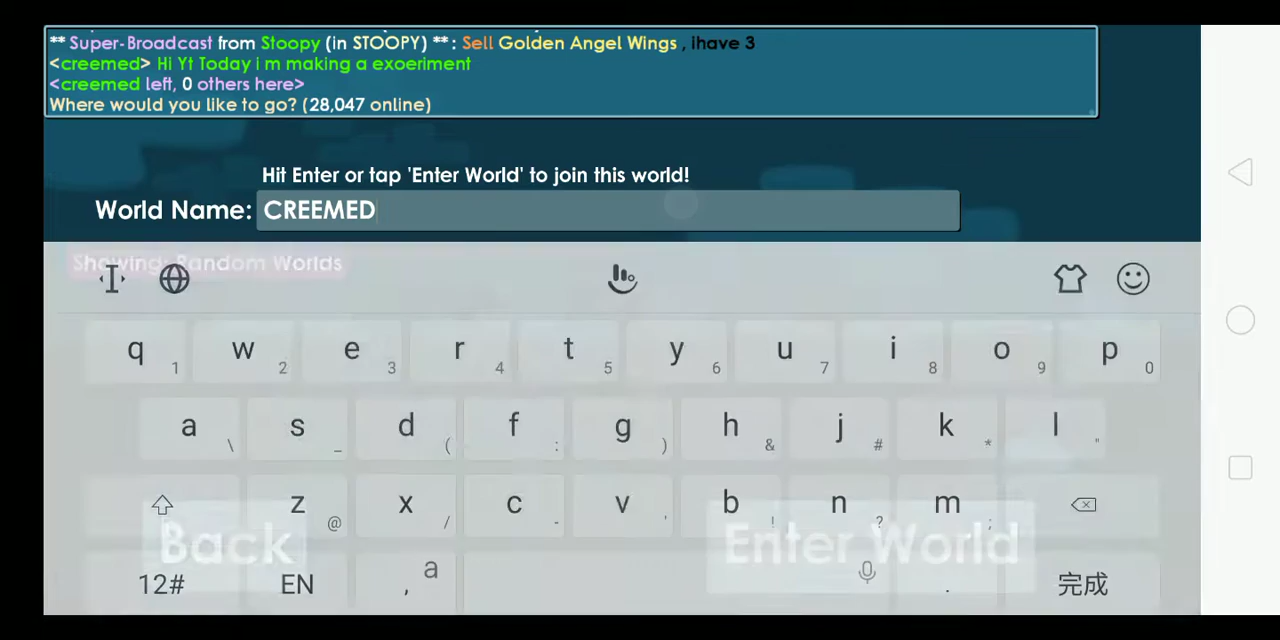 ** Super-Broadcast from Stoopy (in STOOPY) ** : Sell Golden Angel Wings , ihave 3
<creemed> Hi Yt Today i m making a exoeriment
<creemed left, 0 others here>
Where would you like to go? (28,047 online)
Hit Enter or tap 'Enter World' to join this world!
World Name: CREEMED
Showing: Random Worlds
q 1 w 2 e 3 r 4 t 5 y 6 u 7 i 8 o 9 p 0
a \ s _ d ( f : g ) h & j # k * l "
z @ x / c - v ' b ! n ? m ;
Back Enter World
12# EN , a . 完成